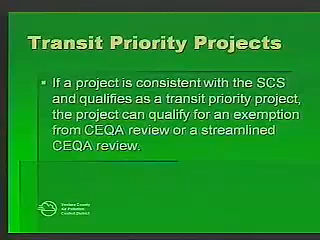 Transit Priority Projects
If a project is consistent with the SCS
and qualifies as a transit priority project,
the project can qualify for an exemption
from CEQA review or a streamlined
CEQA review.
Ventura County
Air Pollution
Control District